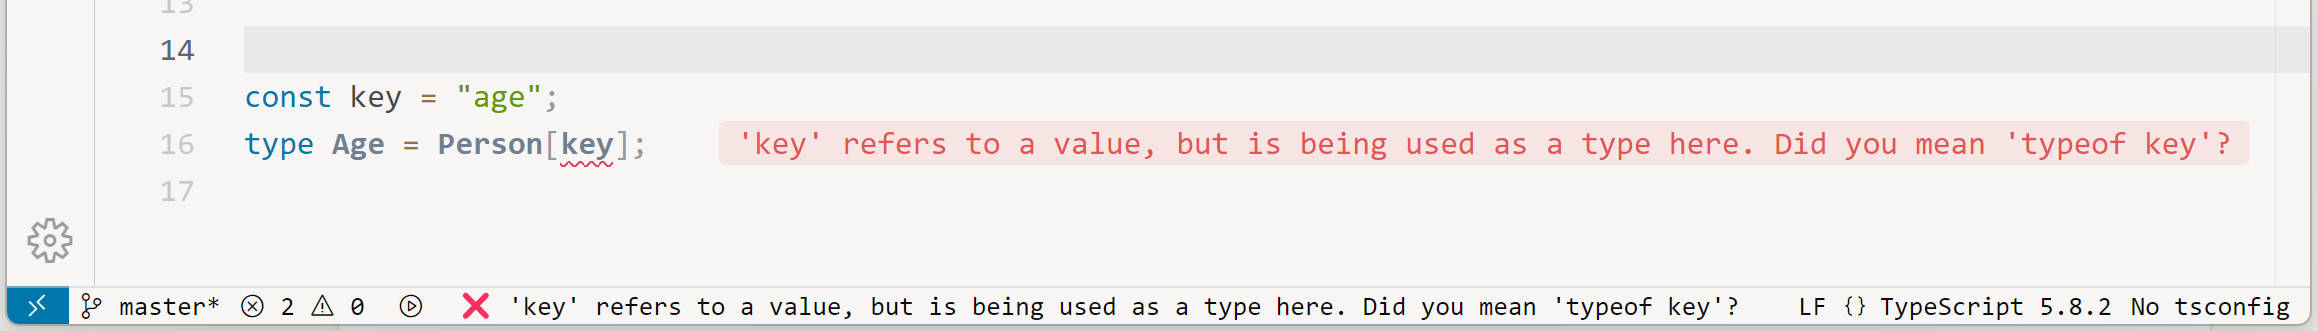 13
14
15 const key = "age";
16 type Age = Person[key]; 'key' refers to a value, but is being used as a type here. Did you mean 'typeof key'?
17
master* 2 0 'key' refers to a value, but is being used as a type here. Did you mean 'typeof key'? LF {} TypeScript 5.8.2 No tsconfig